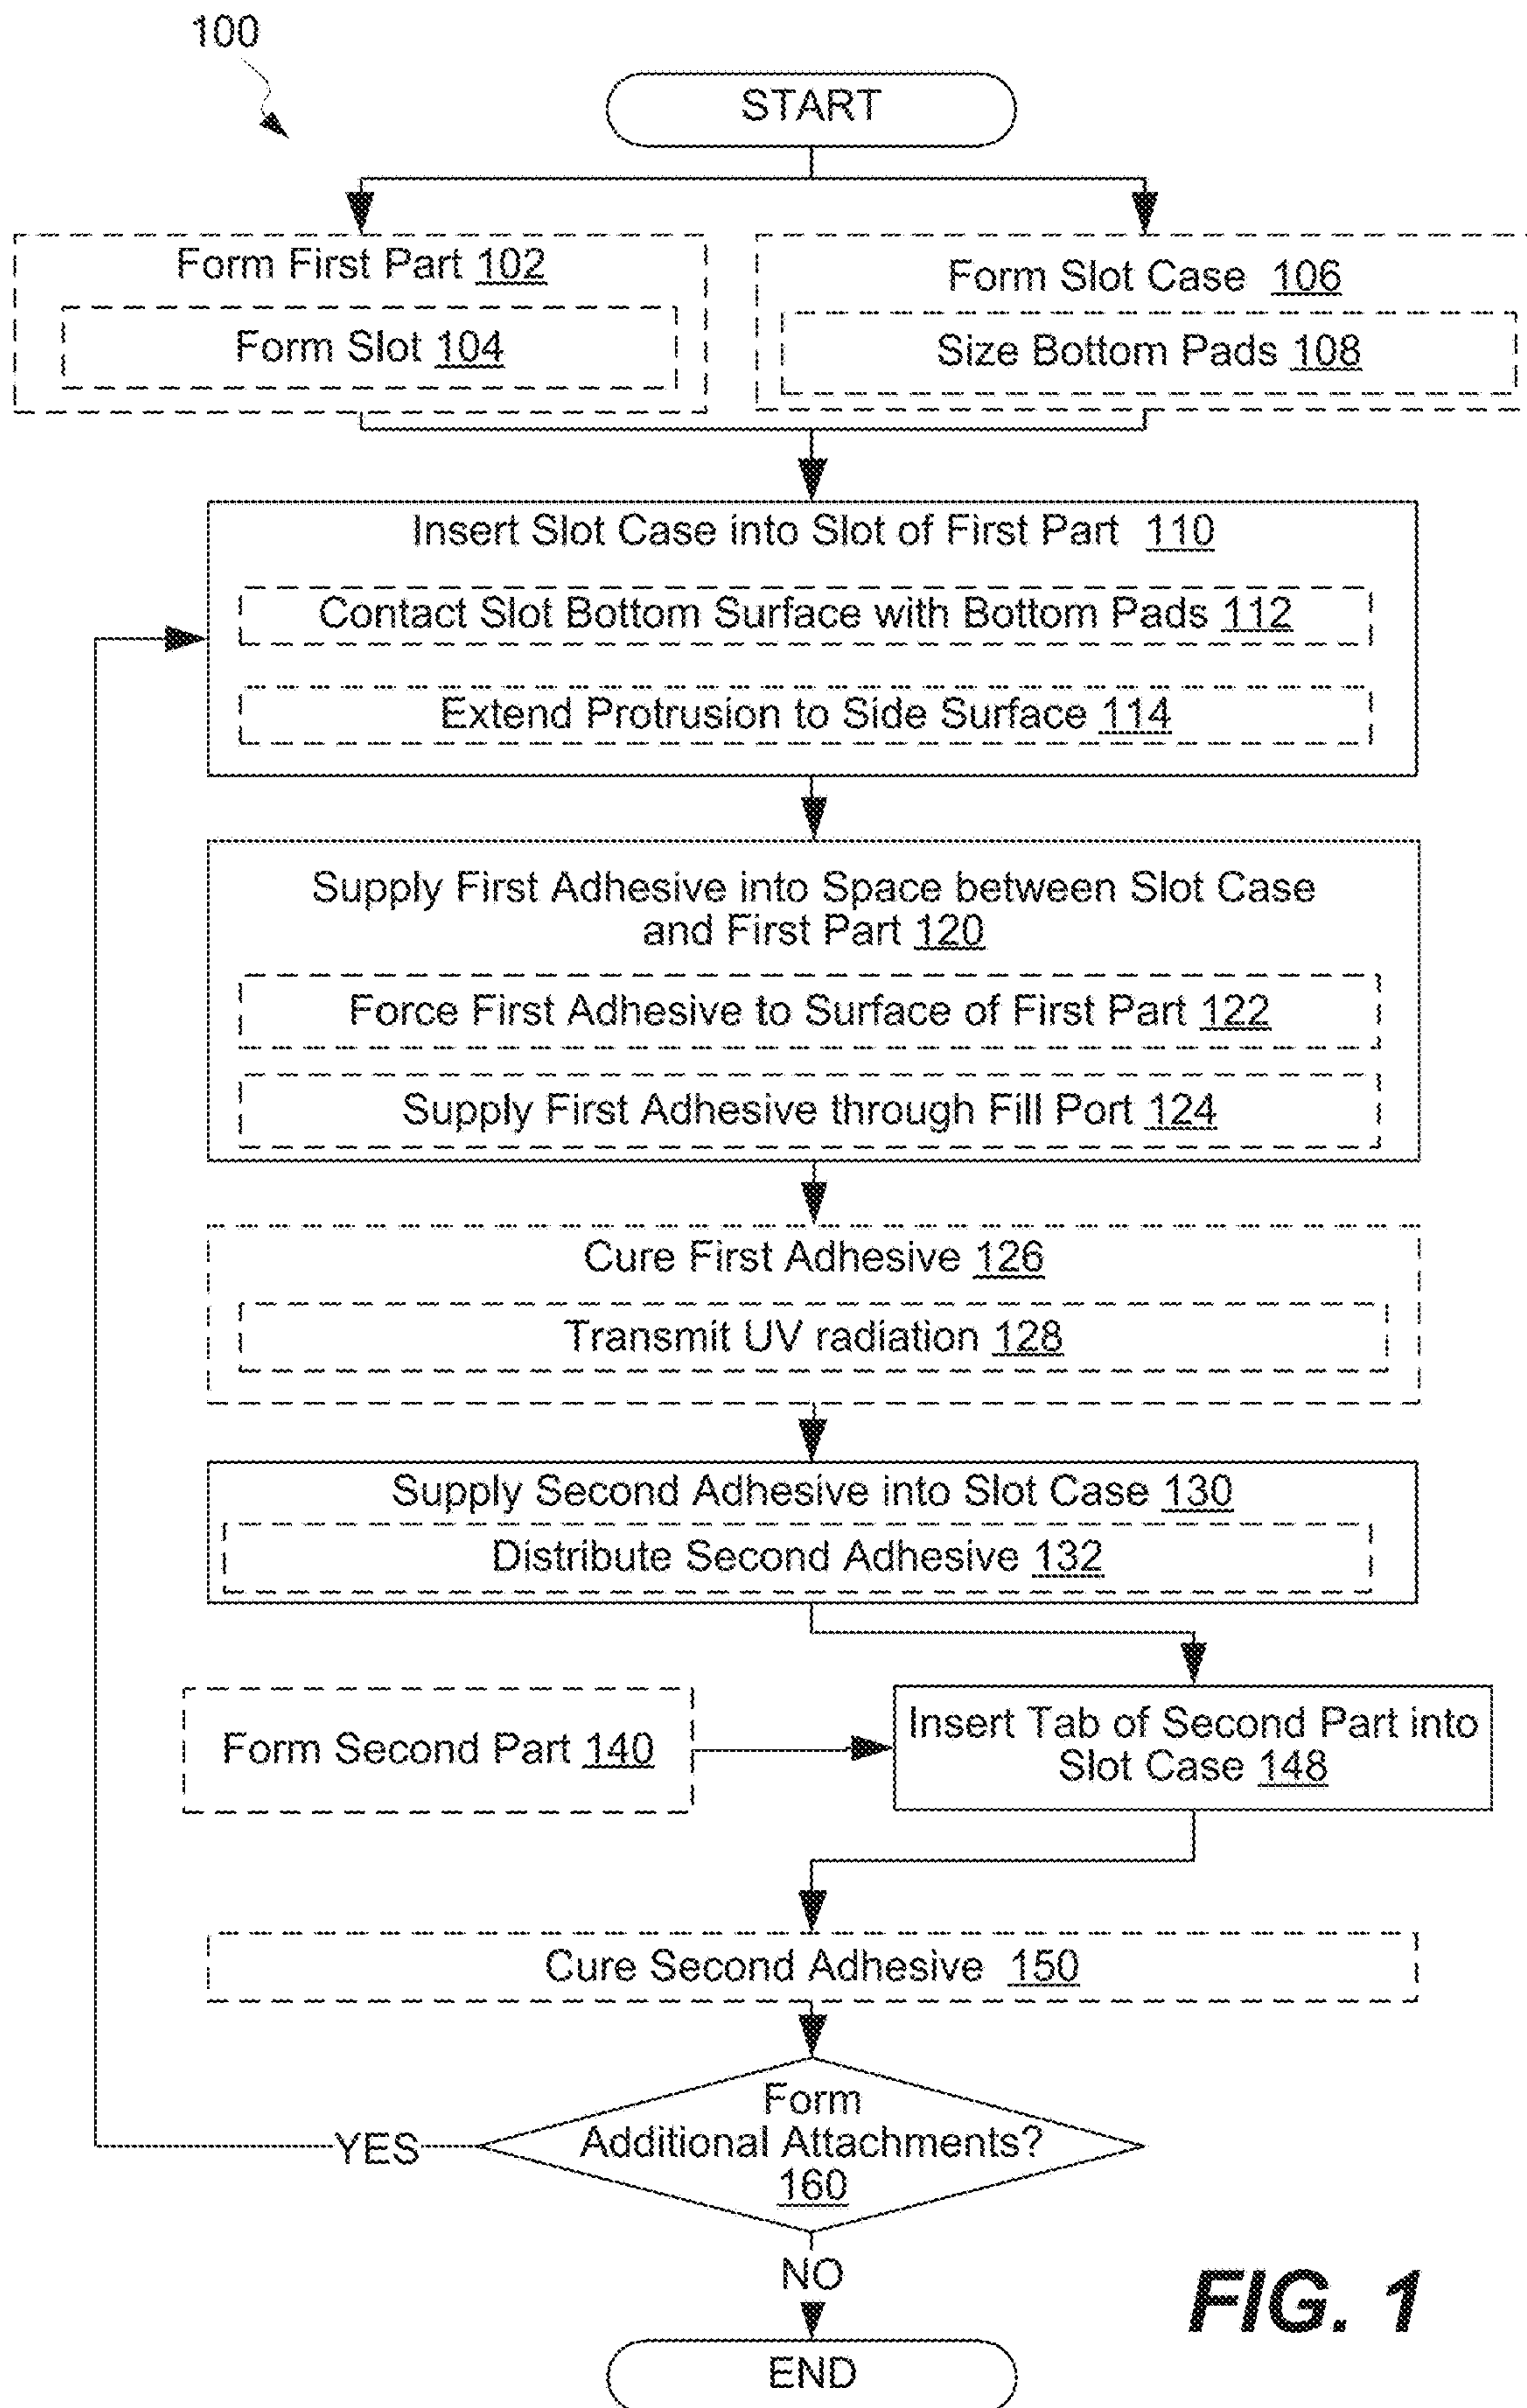 100
START
Form First Part 102
Form Slot 104
Form Slot Case 106
Size Bottom Pads 108
Insert Slot Case into Slot of First Part 110
Contact Slot Bottom Surface with Bottom Pads 112
Extend Protrusion to Side Surface 114
Supply First Adhesive into Space between Slot Case
and First Part 120
Force First Adhesive to Surface of First Part 122
Supply First Adhesive through Fill Port 124
Cure First Adhesive 126
Transmit UV radiation 128
Supply Second Adhesive into Slot Case 130
Distribute Second Adhesive 132
Form Second Part 140
Insert Tab of Second Part into
Slot Case 148
Cure Second Adhesive 150
Form
Additional Attachments?
160
YES
NO
END
FIG. 1